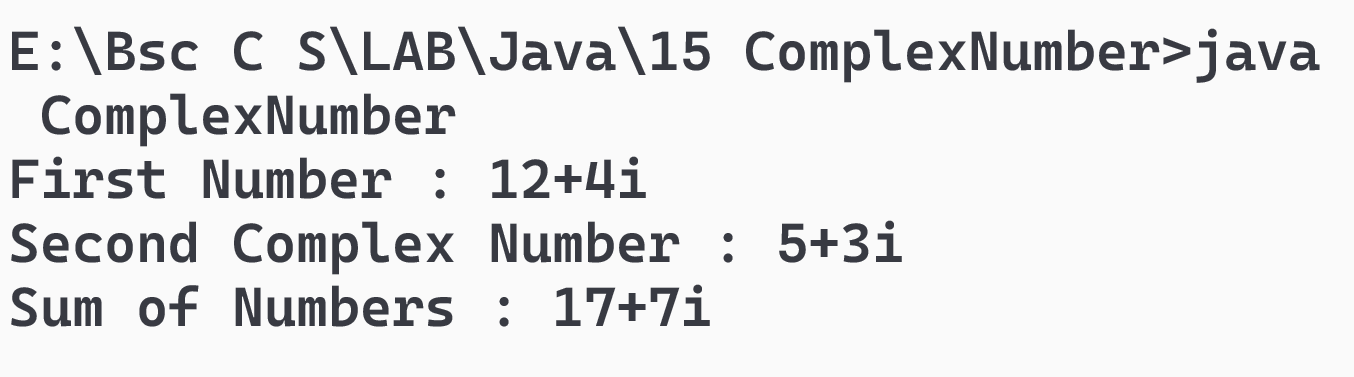 E:\Bsc C S\LAB\Java\15 ComplexNumber>java
 ComplexNumber
First Number : 12+4i
Second Complex Number : 5+3i
Sum of Numbers : 17+7i